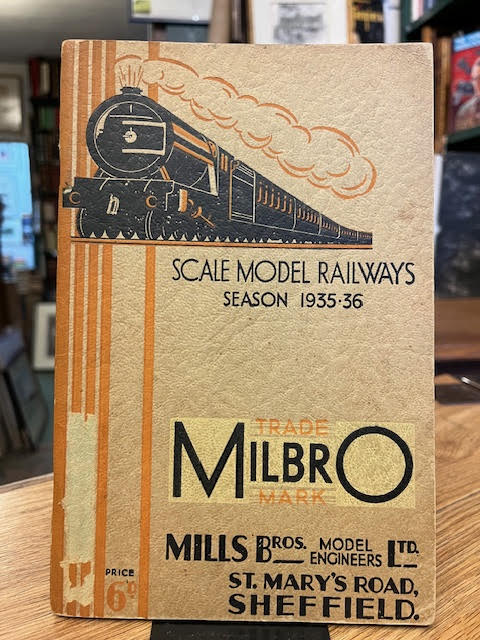 SCALE MODEL RAILWAYS
SEASON 1935-36
TRADE
MILBRO
MARK
MILLS BROS. MODEL ENGINEERS LTD.
ST. MARY'S ROAD,
SHEFFIELD.
PRICE
6D